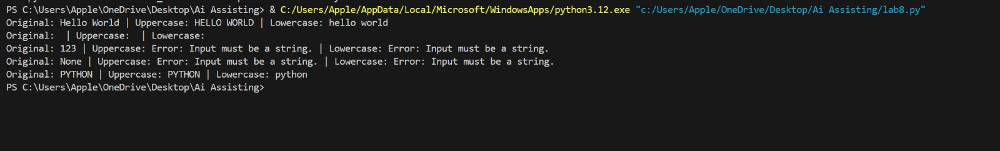 PS C:\Users\Apple\OneDrive\Desktop\Ai Assisting> & C:/Users/Apple/AppData/Local/Microsoft/WindowsApps/python3.12.exe "c:/Users/Apple/OneDrive/Desktop/Ai Assisting/lab8.py"
Original: Hello World | Uppercase: HELLO WORLD | Lowercase: hello world
Original:  | Uppercase:  | Lowercase:
Original: 123 | Uppercase: Error: Input must be a string. | Lowercase: Error: Input must be a string.
Original: None | Uppercase: Error: Input must be a string. | Lowercase: Error: Input must be a string.
Original: PYTHON | Uppercase: PYTHON | Lowercase: python
PS C:\Users\Apple\OneDrive\Desktop\Ai Assisting>